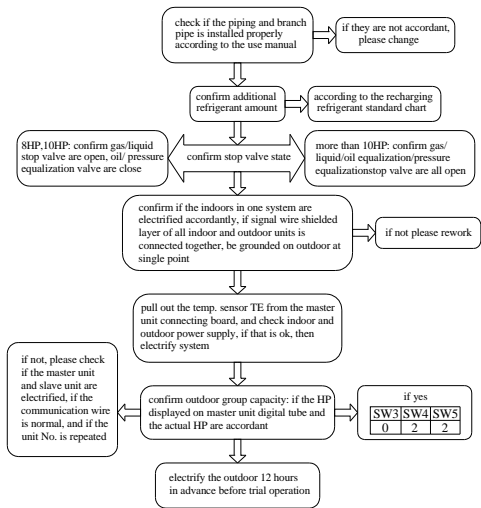 check if the piping and branch
pipe is installed properly
according to the use manual
if they are not accordant,
please change
confirm additional
refrigerant amount
according to the recharging
refrigerant standard chart
8HP,10HP: confirm gas/liquid
stop valve are open, oil/ pressure
equalization valve are close
confirm stop valve state
more than 10HP: confirm gas/
liquid/oil equalization/pressure
equalizationstop valve are all open
confirm if the indoors in one system are
electrified accordantly, if signal wire shielded
layer of all indoor and outdoor units is
connected together, be grounded on outdoor at
single point
if not please rework
pull out the temp. sensor TE from the master
unit connecting board, and check indoor and
outdoor power supply, if that is ok, then
electrify system
if not, please check
if the master unit
and slave unit are
electrified, if the
communication wire
is normal, and if the
unit No. is repeated
confirm outdoor group capacity: if the HP
displayed on master unit digital tube and
the actual HP are accordant
if yes
SW3 SW4 SW5
0 2 2
electrify the outdoor 12 hours
in advance before trial operation